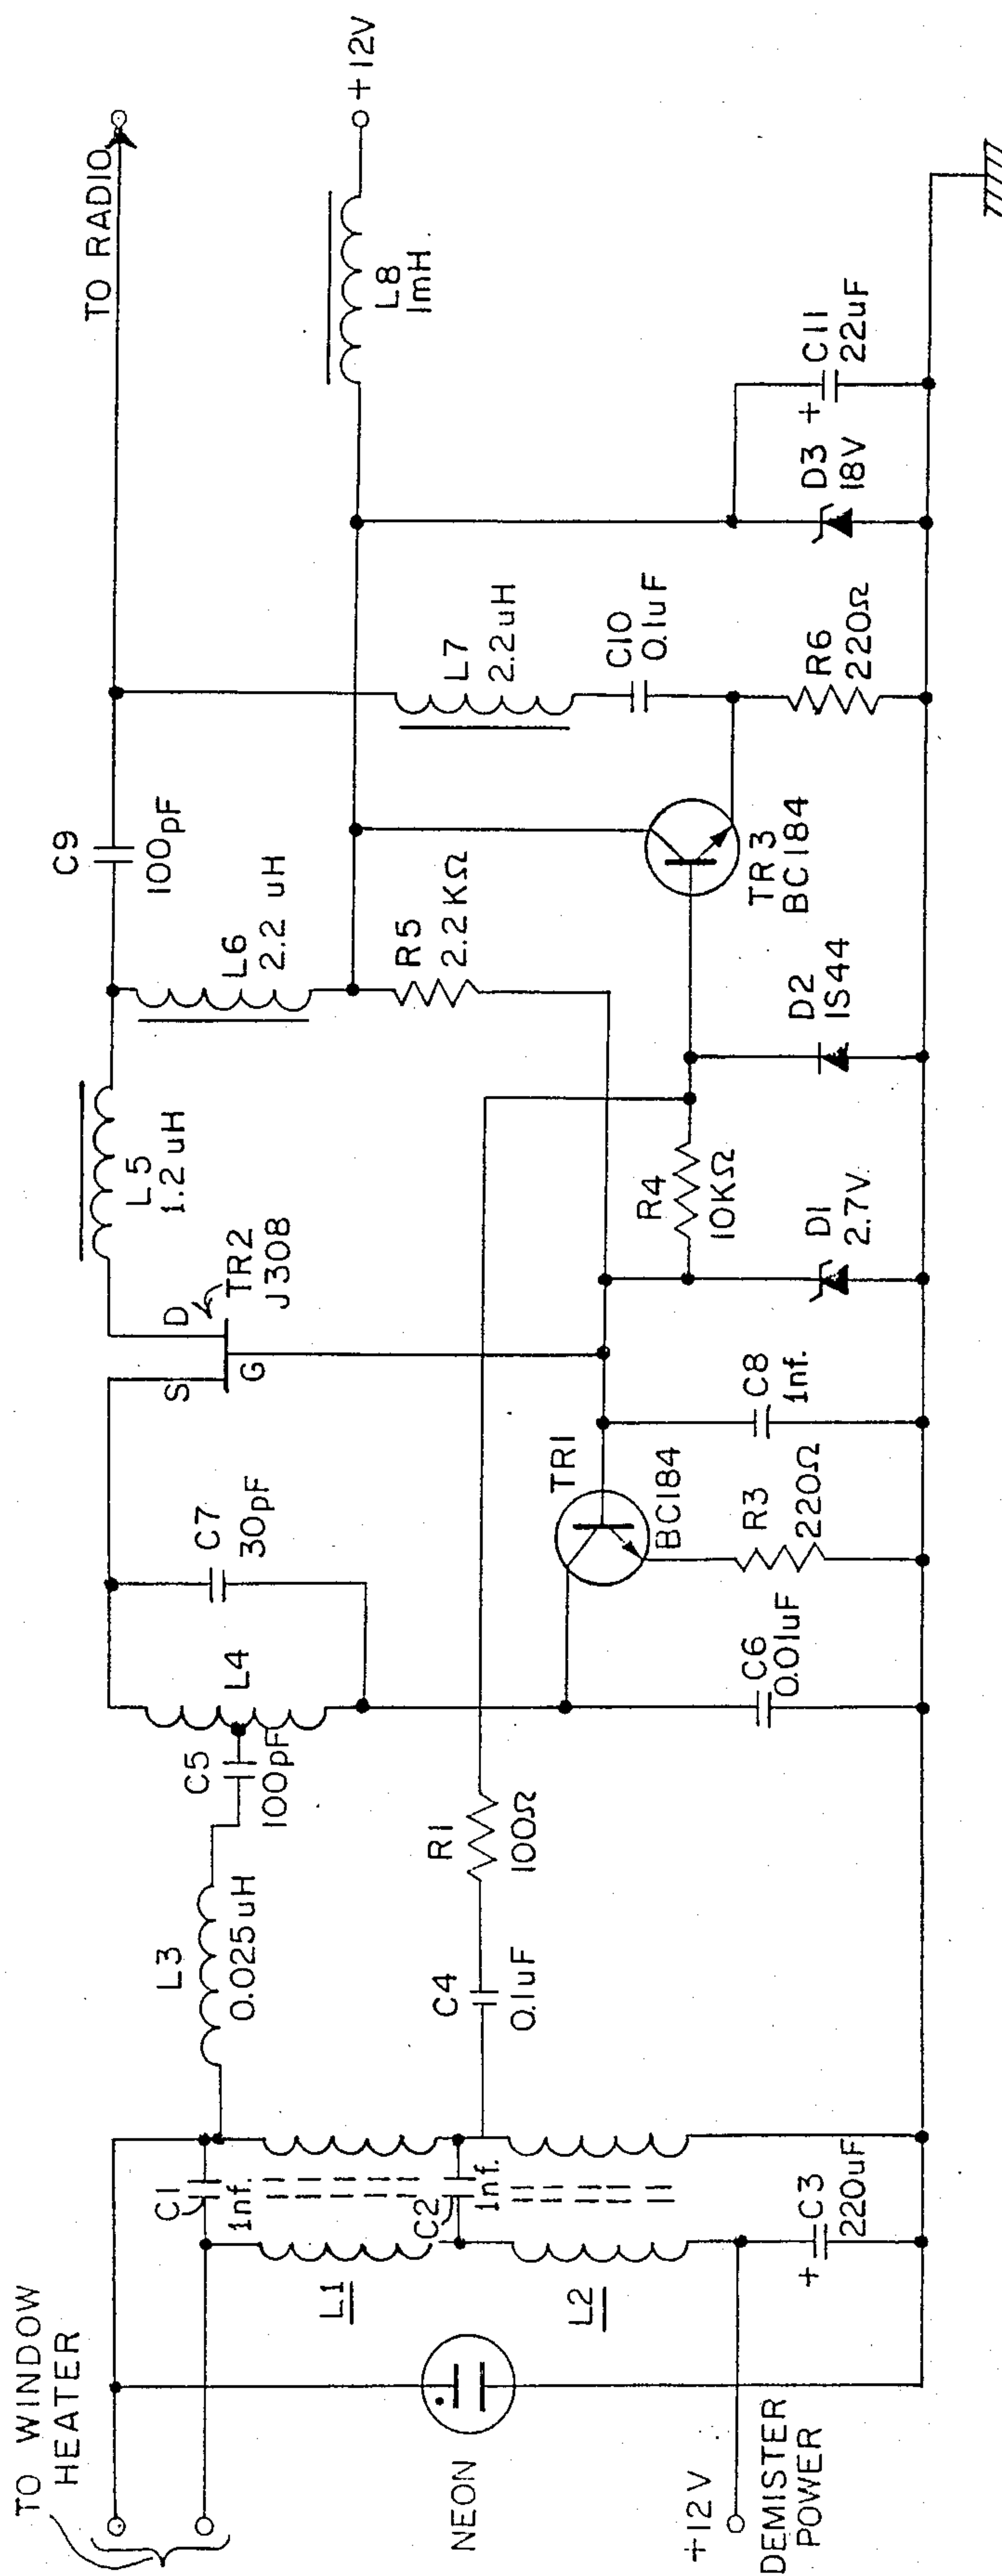 TO WINDOW
HEATER
NEON
+12V
DEMISTER
POWER
C1
1nf.
L1
C2
1nf.
L2
+
C3
220uF
L3
0.025uH
C4
0.1uF
R1
100Ω
C5
100pF
L4
C6
0.01uF
C7
30pF
TR1
BC184
R3
220Ω
C8
1nf.
S
D
G
TR2
J308
L5
1.2uH
D1
2.7V.
R4
10KΩ
D2
1S44
L6
2.2 uH
R5
2.2KΩ
C9
100pF
TR3
BC184
L7
2.2uH
C10
0.1uF
R6
220Ω
D3
18V
+
C11
22uF
L8
1mH
TO RADIO
+12V